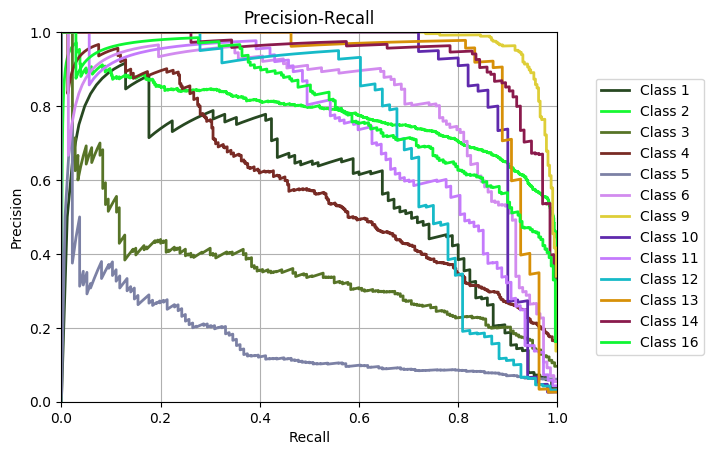 Precision-Recall
1.0
0.8
0.6
0.4
0.2
0.0
Precision
0.0 0.2 0.4 0.6 0.8 1.0
Recall
Class 1
Class 2
Class 3
Class 4
Class 5
Class 6
Class 9
Class 10
Class 11
Class 12
Class 13
Class 14
Class 16